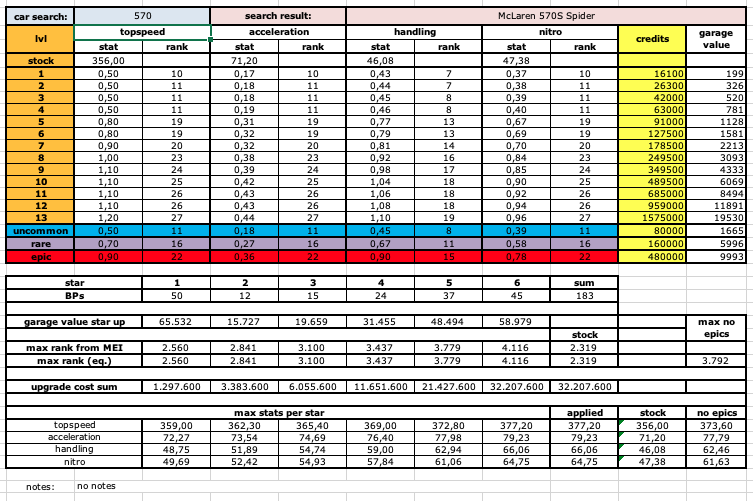 car search: 570 search result: McLaren 570S Spider
lvl topspeed acceleration handling nitro credits garage value
stat rank stat rank stat rank stat rank
stock 356,00 71,20 46,08 47,38
1 0,50 10 0,17 10 0,43 7 0,37 10 16100 199
2 0,50 11 0,18 11 0,44 7 0,38 11 26300 326
3 0,50 11 0,18 11 0,45 8 0,39 11 42000 520
4 0,50 11 0,19 11 0,46 8 0,40 11 63000 781
5 0,80 19 0,31 19 0,77 13 0,67 19 91000 1128
6 0,80 19 0,32 19 0,79 13 0,69 19 127500 1581
7 0,90 20 0,32 20 0,81 14 0,70 20 178500 2213
8 1,00 23 0,38 23 0,92 16 0,84 23 249500 3093
9 1,10 24 0,39 24 0,98 17 0,85 24 349500 4333
10 1,10 25 0,42 25 1,04 18 0,90 25 489500 6069
11 1,10 26 0,43 26 1,06 18 0,92 26 685000 8494
12 1,10 26 0,43 26 1,08 18 0,94 26 959000 11891
13 1,20 27 0,44 27 1,10 19 0,96 27 1575000 19530
uncommon 0,50 11 0,18 11 0,45 8 0,39 11 80000 1665
rare 0,70 16 0,27 16 0,67 11 0,58 16 160000 5996
epic 0,90 22 0,36 22 0,90 15 0,78 22 480000 9993
star 1 2 3 4 5 6 sum
BPs 50 12 15 24 37 45 183
garage value star up 65.532 15.727 19.659 31.455 48.494 58.979 max no epics
stock
max rank from MEI 2.560 2.841 3.100 3.437 3.779 4.116 2.319
max rank (eq.) 2.560 2.841 3.100 3.437 3.779 4.116 2.319 3.792
upgrade cost sum 1.297.600 3.383.600 6.055.600 11.651.600 21.427.600 32.207.600 32.207.600
max stats per star applied stock no epics
topspeed 359,00 362,30 365,40 369,00 372,80 377,20 377,20 356,00 373,60
acceleration 72,27 73,54 74,69 76,40 77,98 79,23 79,23 71,20 77,79
handling 48,75 51,89 54,74 59,00 62,94 66,06 66,06 46,08 62,46
nitro 49,69 52,42 54,93 57,84 61,06 64,75 64,75 47,38 61,63
notes: no notes